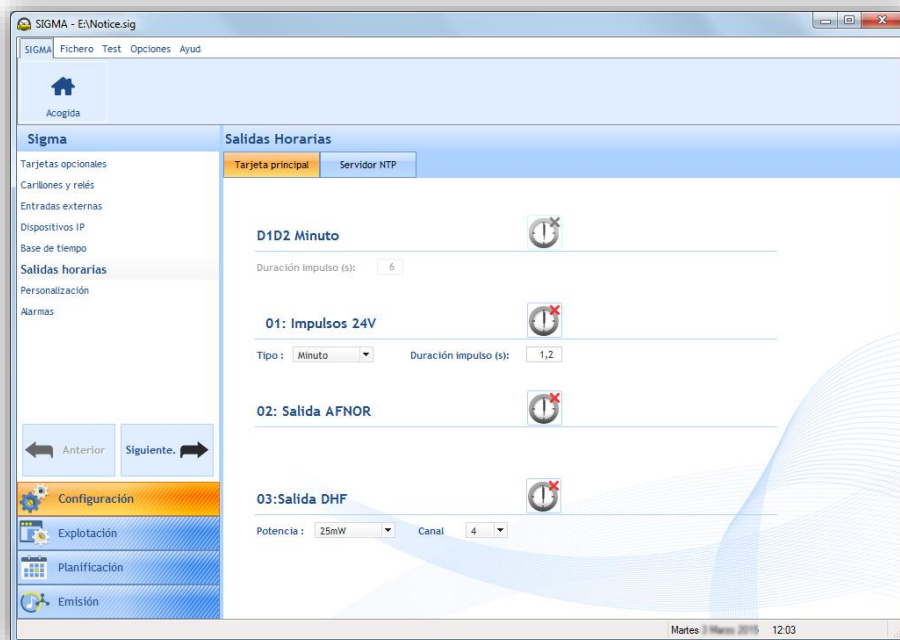 SIGMA - E:\Notice.sig
SIGMA Fichero Test Opciones Ayud
Acogida
Sigma
Tarjetas opcionales
Carillones y relés
Entradas externas
Dispositivos IP
Base de tiempo
Salidas horarias
Personalización
Alarmas
Anterior Siguiente.
Configuración
Explotación
Planificación
Emisión
Salidas Horarias
Tarjeta principal Servidor NTP
D1D2 Minuto
Duración impulso (s): 6
01: Impulsos 24V
Tipo : Minuto Duración impulso (s): 1,2
02: Salida AFNOR
03:Salida DHF
Potencia : 25mW Canal 4
Martes 3 Marzo 2015 12:03